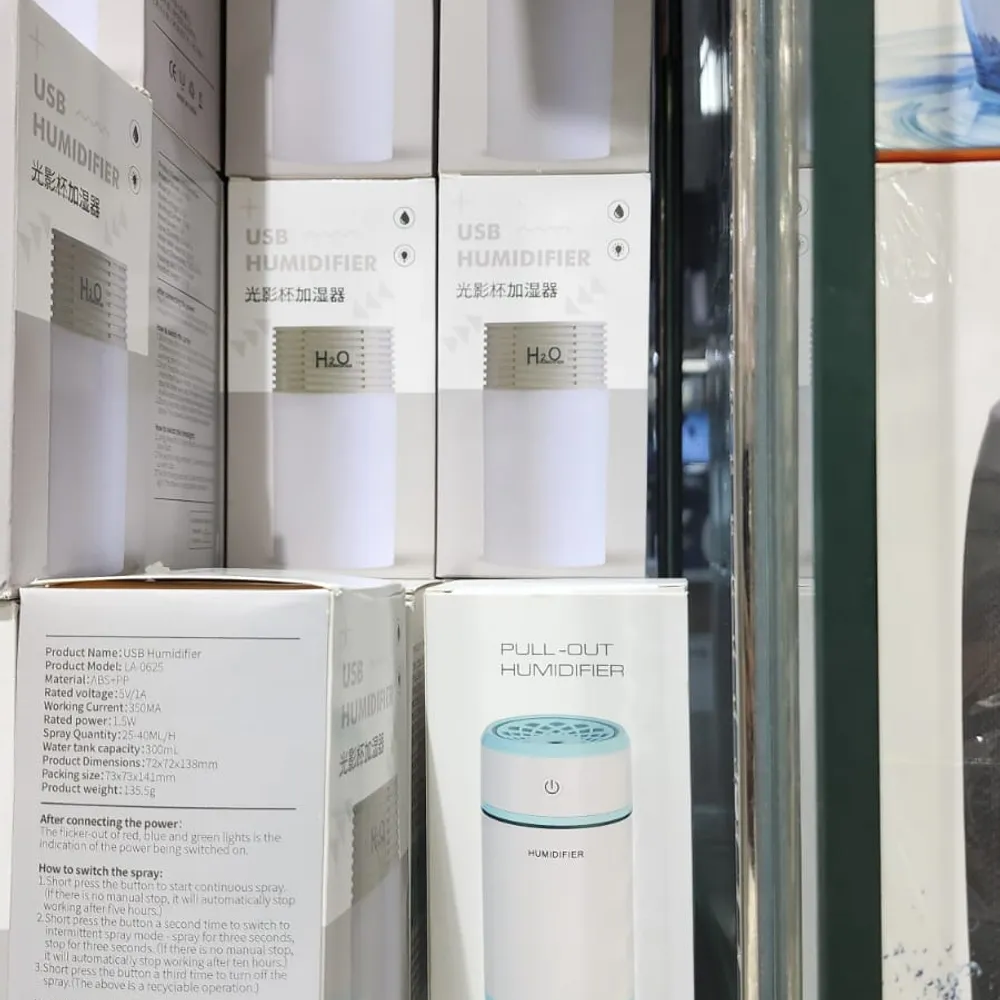 USB
HUMIDIFIER
光影杯加湿器
H2O
USB
HUMIDIFIER
光影杯加湿器
H2O
USB
HUMIDIFIER
光影杯加湿器
H2O
Product Name:USB Humidifier
Product Model: LA-0625
Material:ABS+PP
Rated voltage:5V/1A
Working Current:350MA
Rated power:1.5W
Spray Quantity:25-40ML/H
Water tank capacity:300mL
Product Dimensions:72x72x138mm
Packing size:73x73x141mm
Product weight:135.5g
After connecting the power:
The flicker-out of red, blue and green lights is the
indication of the power being switched on.
How to switch the spray:
1.Short press the button to start continuous spray.
(If there is no manual stop, it will automatically stop
working after five hours.)
2.Short press the button a second time to switch to
intermittent spray mode - spray for three seconds,
stop for three seconds. (If there is no manual stop,
it will automatically stop working after ten hours.)
3.Short press the button a third time to turn off the
spray.(The above is a recyclable operation.)
USB
HUMIDIFIER
光影杯加湿器
H2O
PULL-OUT
HUMIDIFIER
HUMIDIFIER